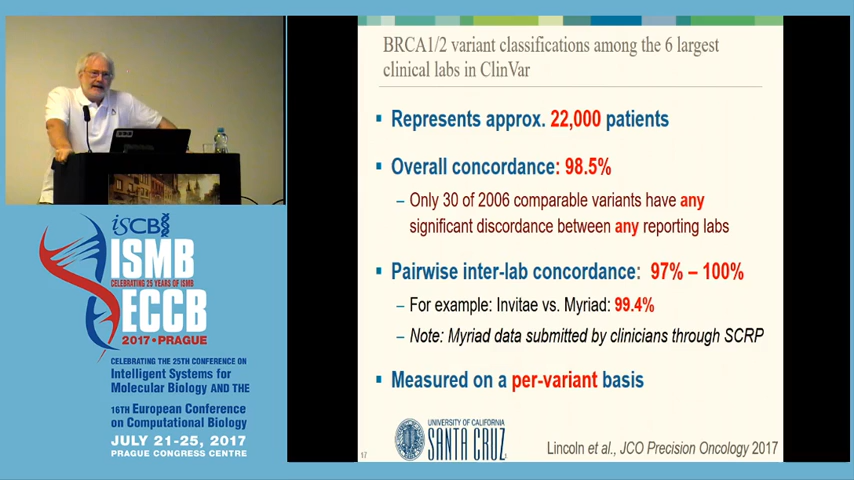 BRCA1/2 variant classifications among the 6 largest
clinical labs in ClinVar
Represents approx. 22,000 patients
Overall concordance: 98.5%
– Only 30 of 2006 comparable variants have any
significant discordance between any reporting labs
Pairwise inter-lab concordance: 97% – 100%
– For example: Invitae vs. Myriad: 99.4%
– Note: Myriad data submitted by clinicians through SCRP
Measured on a per-variant basis
UNIVERSITY OF CALIFORNIA
SANTA CRUZ
Lincoln et al., JCO Precision Oncology 2017
17
iSCB
ISMB
CELEBRATING 25 YEARS OF ISMB
ECCB
2017 • PRAGUE
CELEBRATING THE 25TH CONFERENCE ON
Intelligent Systems for
Molecular Biology AND THE
16TH European Conference
on Computational Biology
JULY 21-25, 2017
PRAGUE CONGRESS CENTRE